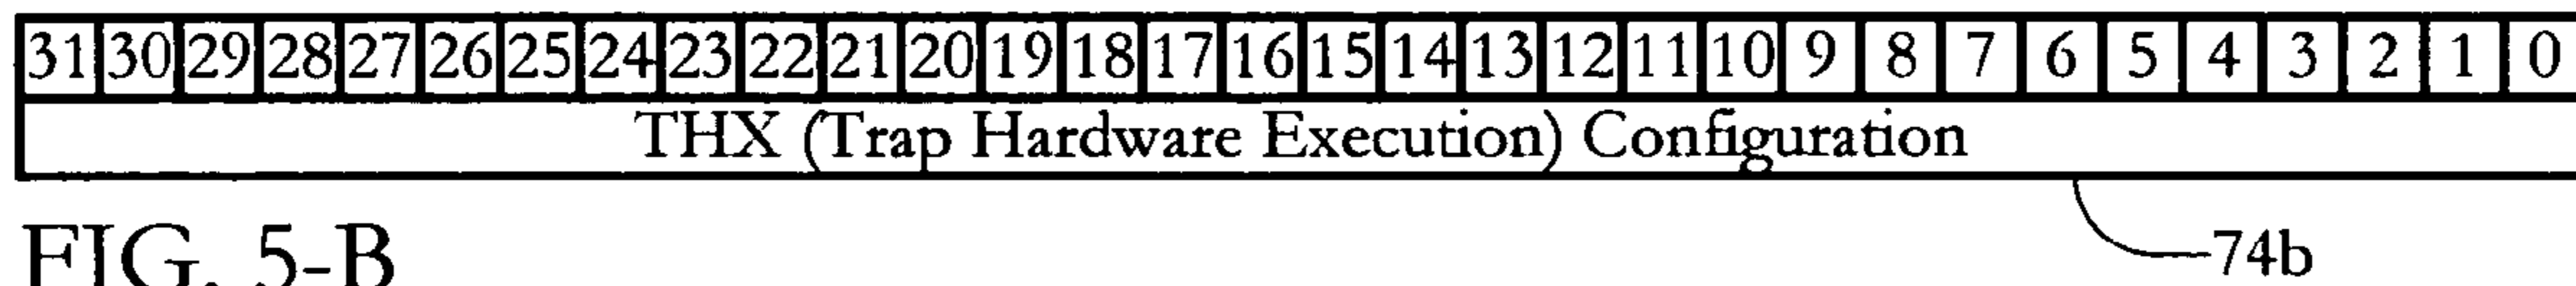 31 30 29 28 27 26 25 24 23 22 21 20 19 18 17 16 15 14 13 12 11 10 9 8 7 6 5 4 3 2 1 0
THX (Trap Hardware Execution) Configuration
FIG. 5-B
74b